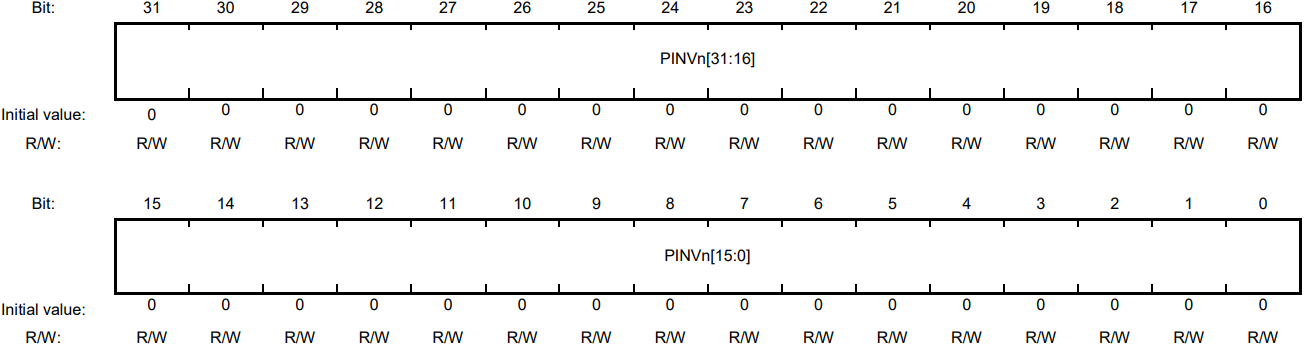 Bit: 31 30 29 28 27 26 25 24 23 22 21 20 19 18 17 16
PINVn[31:16]
Initial value: 0 0 0 0 0 0 0 0 0 0 0 0 0 0 0 0
R/W: R/W R/W R/W R/W R/W R/W R/W R/W R/W R/W R/W R/W R/W R/W R/W R/W
Bit: 15 14 13 12 11 10 9 8 7 6 5 4 3 2 1 0
PINVn[15:0]
Initial value: 0 0 0 0 0 0 0 0 0 0 0 0 0 0 0 0
R/W: R/W R/W R/W R/W R/W R/W R/W R/W R/W R/W R/W R/W R/W R/W R/W R/W